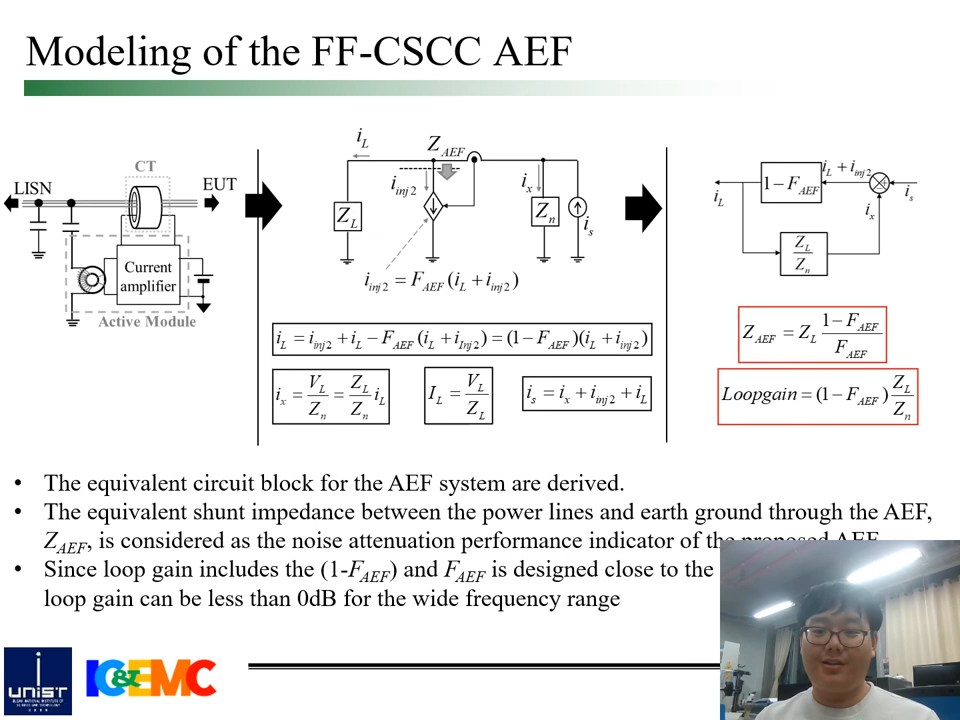 Modeling of the FF-CSCC AEF
CT
LISN
EUT
Current
amplifier
Active Module
i_L
Z_AEF
i_inj2
i_x
Z_L
Z_n
i_s
i_inj2 = F_AEF (i_L + i_inj2)
i_L = i_inj2 + i_L − F_AEF (i_L + i_Inj2) = (1 − F_AEF)(i_L + i_inj2)
i_x = V_L/Z_n = Z_L/Z_n i_L
I_L = V_L/Z_L
i_s = i_x + i_inj2 + i_L
1 − F_AEF
i_L + i_inj2
i_L
i_s
i_x
Z_L/Z_n
Z_AEF = Z_L (1 − F_AEF)/F_AEF
Loopgain = (1 − F_AEF) Z_L/Z_n
• The equivalent circuit block for the AEF system are derived.
• The equivalent shunt impedance between the power lines and earth ground through the AEF,
Z_AEF, is considered as the noise attenuation performance indicator of the proposed AEF
• Since loop gain includes the (1-F_AEF) and F_AEF is designed close to the
loop gain can be less than 0dB for the wide frequency range
UNIST
IC&EMC